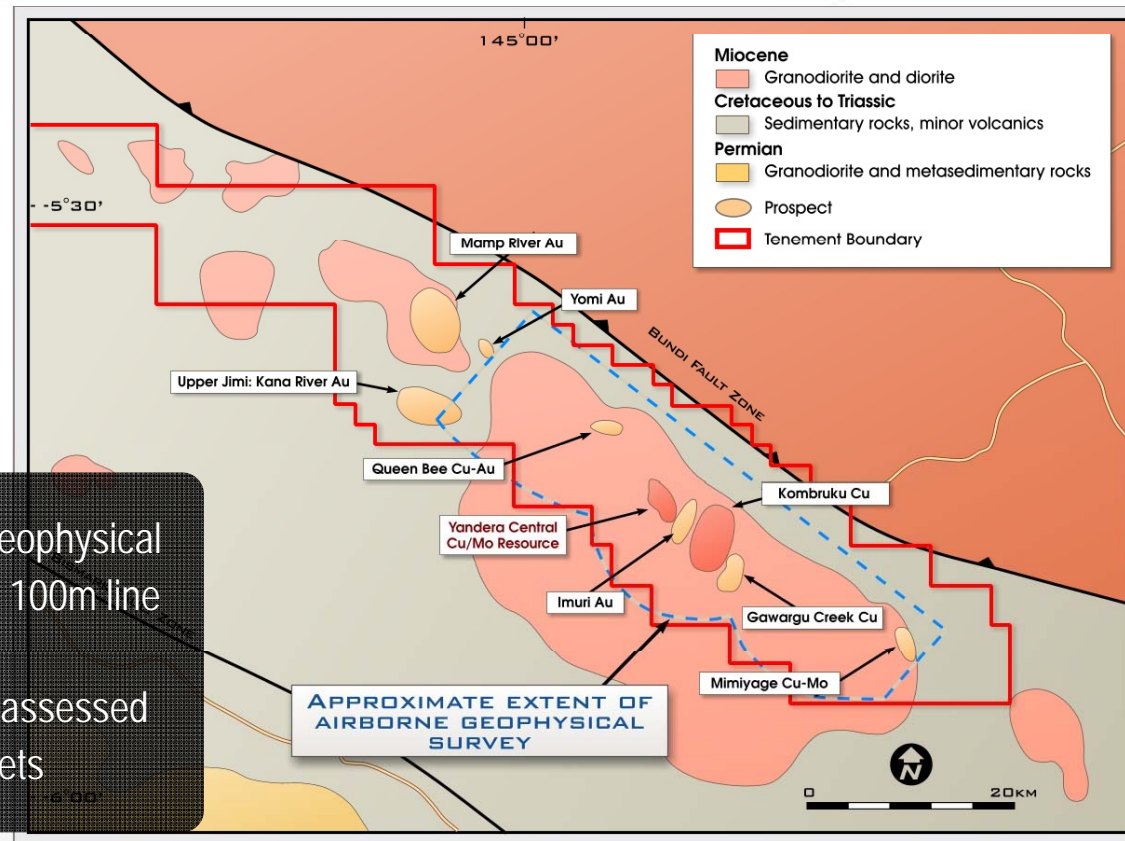 145°00'
Miocene
Granodiorite and diorite
Cretaceous to Triassic
Sedimentary rocks, minor volcanics
Permian
Granodiorite and metasedimentary rocks
Prospect
Tenement Boundary
-5°30'
Mamp River Au
Yomi Au
BUNDI FAULT ZONE
Upper Jimi: Kana River Au
Queen Bee Cu-Au
Kombruku Cu
Yandera Central
Cu/Mo Resource
eophysical
100m line
Imuri Au
Gawargu Creek Cu
ZONE
Mimiyage Cu-Mo
assessed
APPROXIMATE EXTENT OF
AIRBORNE GEOPHYSICAL
SURVEY
ets
-6°00'
N
0 20KM